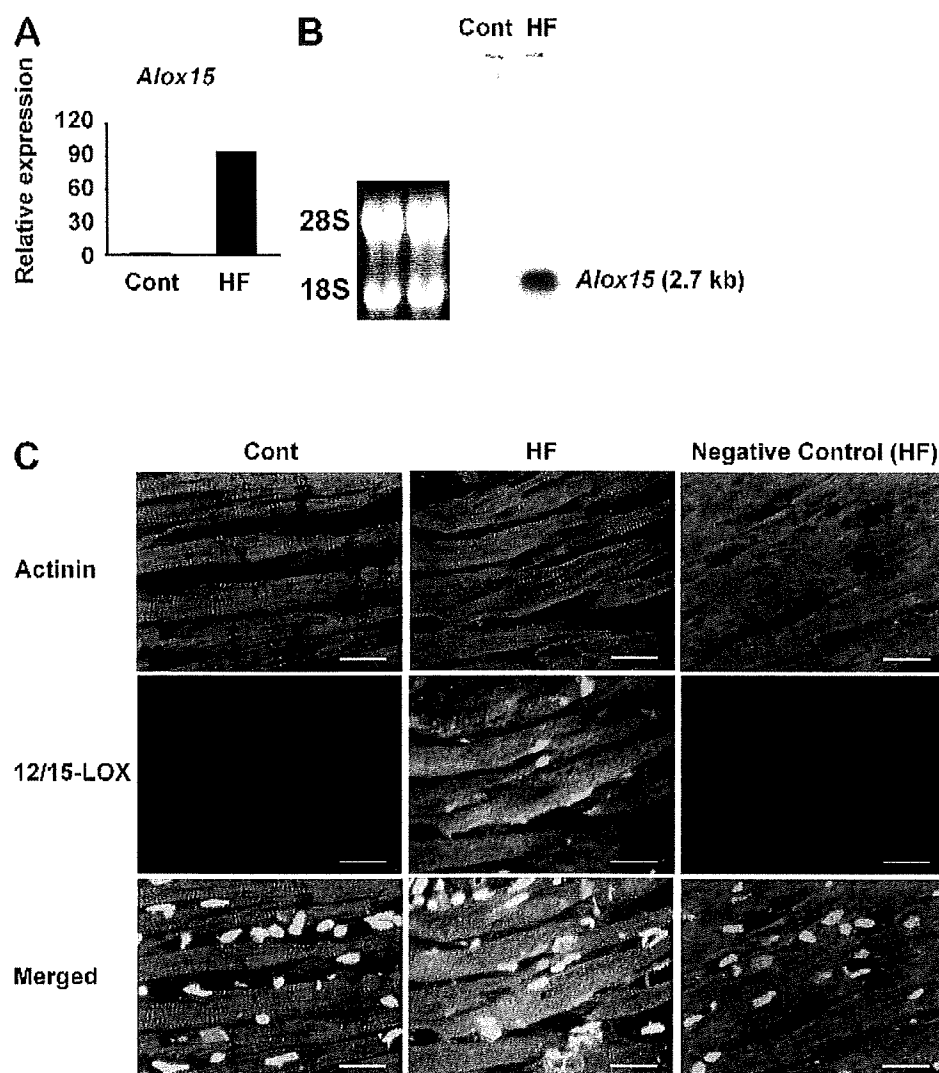 A
Alox15
Relative expression
120
90
60
30
0
Cont HF
B
Cont HF
28S
18S
Alox15 (2.7 kb)
C
Cont HF Negative Control (HF)
Actinin
12/15-LOX
Merged